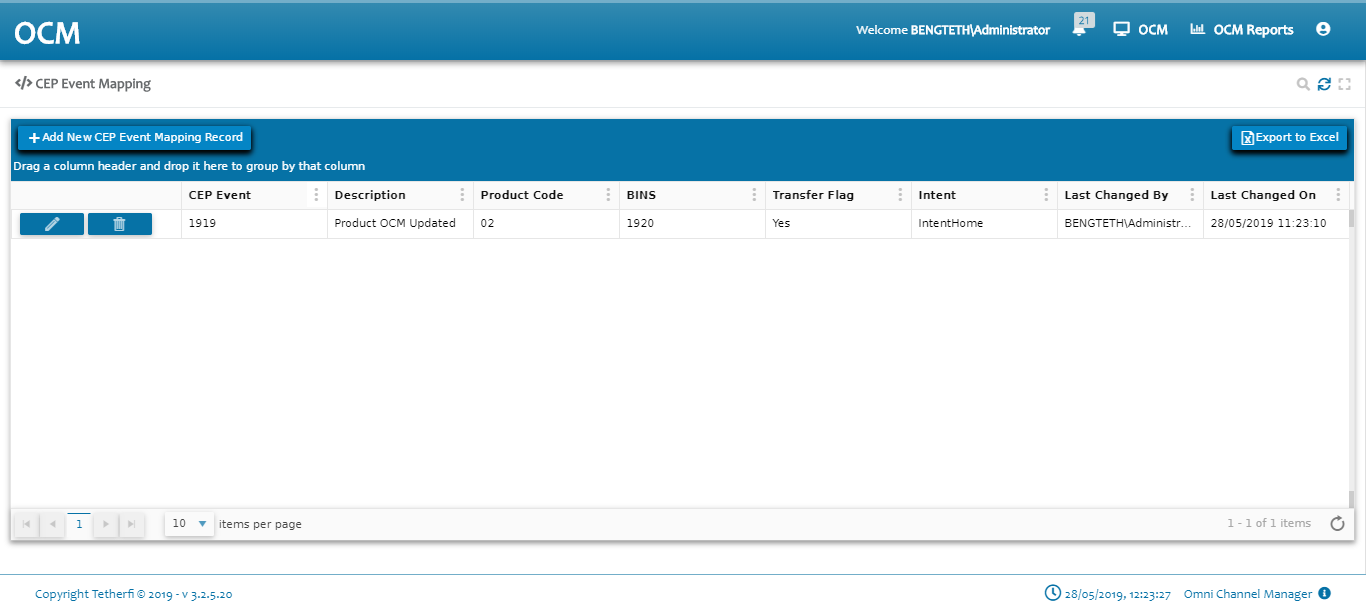 OCM
Welcome BENGTETH\Administrator
21
OCM
OCM Reports
</> CEP Event Mapping
+ Add New CEP Event Mapping Record
Export to Excel
Drag a column header and drop it here to group by that column
CEP Event Description Product Code BINS Transfer Flag Intent Last Changed By Last Changed On
1919 Product OCM Updated 02 1920 Yes IntentHome BENGTETH\Administr... 28/05/2019 11:23:10
1 10 items per page 1 - 1 of 1 items
Copyright Tetherfi © 2019 - v 3.2.5.20 28/05/2019, 12:23:27 Omni Channel Manager